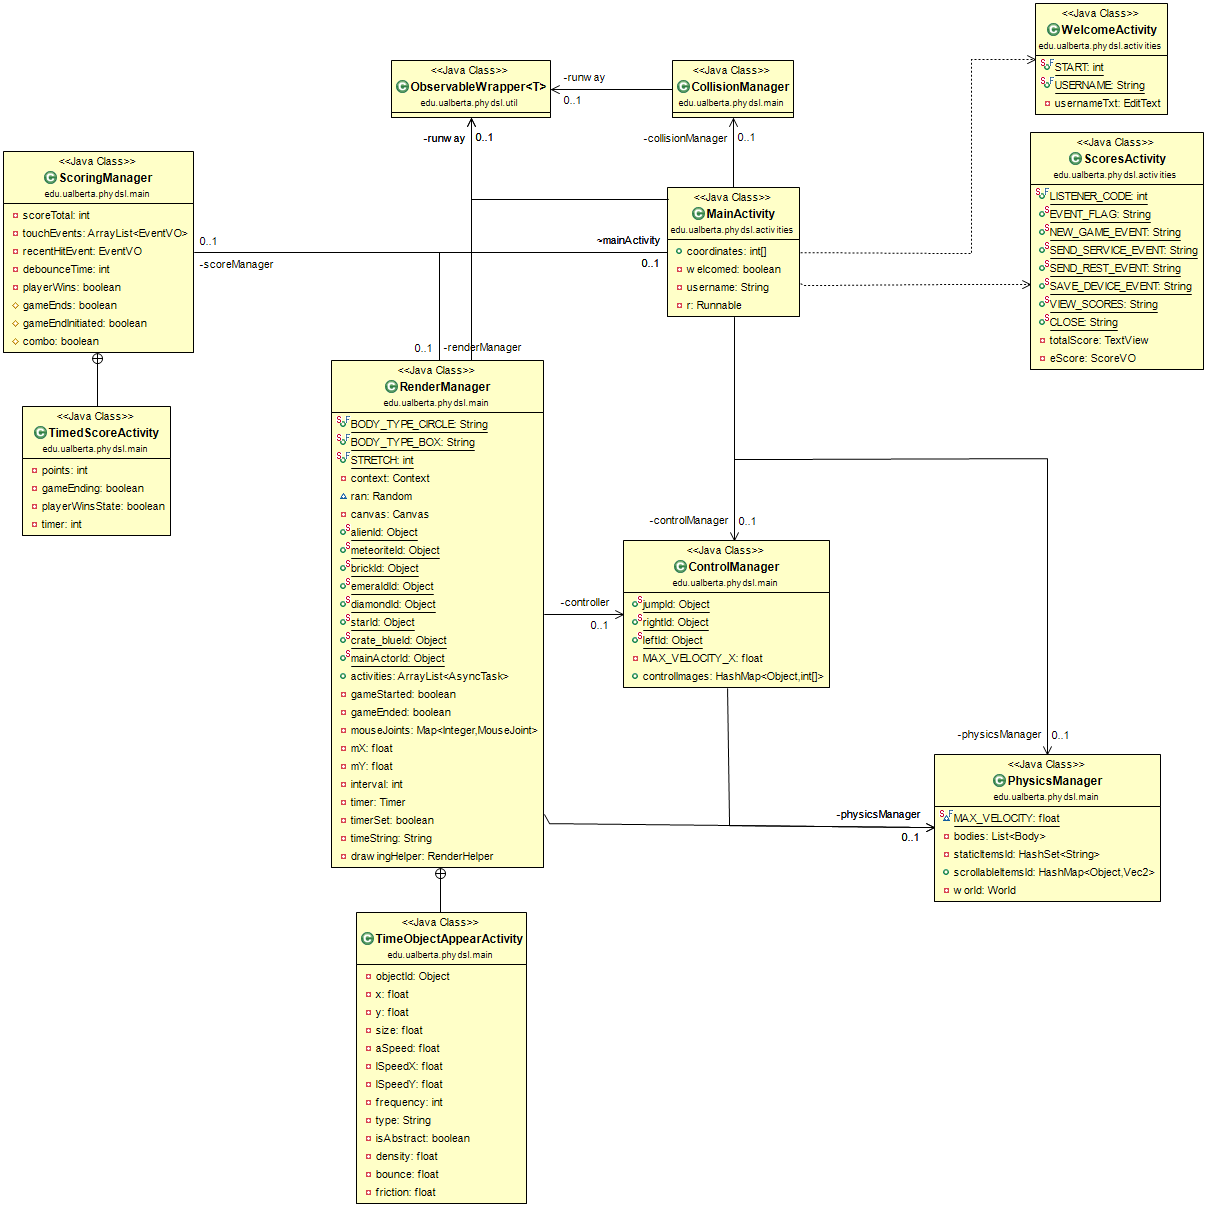 <<Java Class>>
WelcomeActivity
edu.ualberta.phydsl.activities
START: int
USERNAME: String
usernameTxt: EditText
<<Java Class>>
ObservableWrapper<T>
edu.ualberta.phydsl.util
-runway
0..1
<<Java Class>>
CollisionManager
edu.ualberta.phydsl.main
-runway
0..1
-collisionManager
0..1
<<Java Class>>
ScoresActivity
edu.ualberta.phydsl.activities
LISTENER_CODE: int
EVENT_FLAG: String
NEW_GAME_EVENT: String
SEND_SERVICE_EVENT: String
SEND_REST_EVENT: String
SAVE_DEVICE_EVENT: String
VIEW_SCORES: String
CLOSE: String
totalScore: TextView
eScore: ScoreVO
<<Java Class>>
ScoringManager
edu.ualberta.phydsl.main
scoreTotal: int
touchEvents: ArrayList<EventVO>
recentHitEvent: EventVO
debounceTime: int
playerWins: boolean
gameEnds: boolean
gameEndInitiated: boolean
combo: boolean
0..1
-scoreManager
~mainActivity
0..1
<<Java Class>>
MainActivity
edu.ualberta.phydsl.activities
coordinates: int[]
welcomed: boolean
username: String
r: Runnable
0..1
-renderManager
<<Java Class>>
TimedScoreActivity
edu.ualberta.phydsl.main
points: int
gameEnding: boolean
playerWinsState: boolean
timer: int
<<Java Class>>
RenderManager
edu.ualberta.phydsl.main
BODY_TYPE_CIRCLE: String
BODY_TYPE_BOX: String
STRETCH: int
context: Context
ran: Random
canvas: Canvas
alienId: Object
meteoriteId: Object
brickId: Object
emeraldId: Object
diamondId: Object
starId: Object
crate_blueId: Object
mainActorId: Object
activities: ArrayList<AsyncTask>
gameStarted: boolean
gameEnded: boolean
mouseJoints: Map<Integer,MouseJoint>
mX: float
mY: float
interval: int
timer: Timer
timerSet: boolean
timeString: String
drawingHelper: RenderHelper
-controlManager
0..1
-controller
0..1
<<Java Class>>
ControlManager
edu.ualberta.phydsl.main
jumpId: Object
rightId: Object
leftId: Object
MAX_VELOCITY_X: float
controlImages: HashMap<Object,int[]>
-physicsManager
0..1
-physicsManager
0..1
<<Java Class>>
PhysicsManager
edu.ualberta.phydsl.main
MAX_VELOCITY: float
bodies: List<Body>
staticItemsId: HashSet<String>
scrollableItemsId: HashMap<Object,Vec2>
world: World
<<Java Class>>
TimeObjectAppearActivity
edu.ualberta.phydsl.main
objectId: Object
x: float
y: float
size: float
aSpeed: float
lSpeedX: float
lSpeedY: float
frequency: int
type: String
isAbstract: boolean
density: float
bounce: float
friction: float